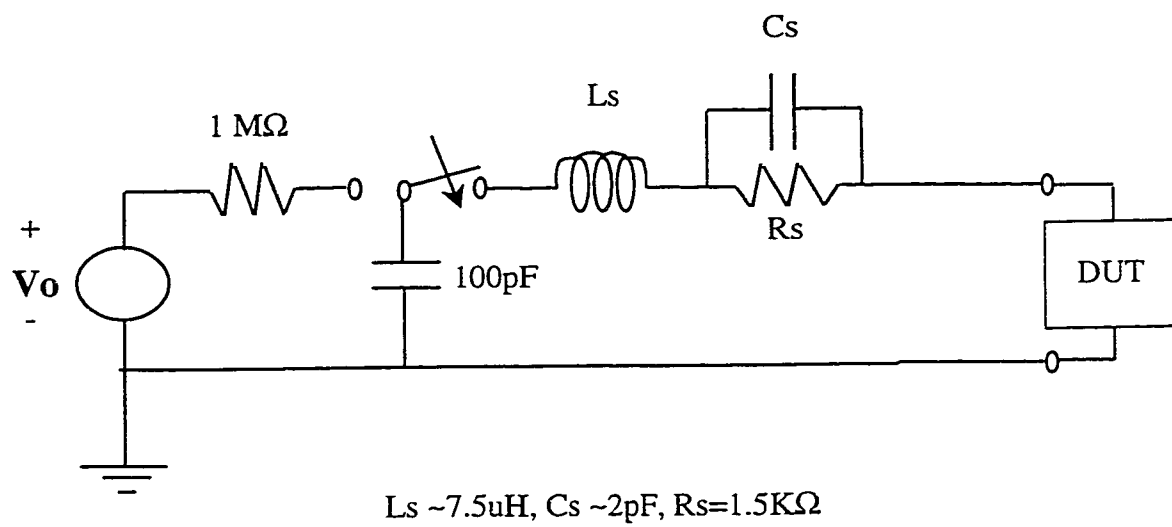 Cs
Ls
1 MΩ
Rs
+
Vo
-
100pF
DUT
Ls ~7.5uH, Cs ~2pF, Rs=1.5KΩ